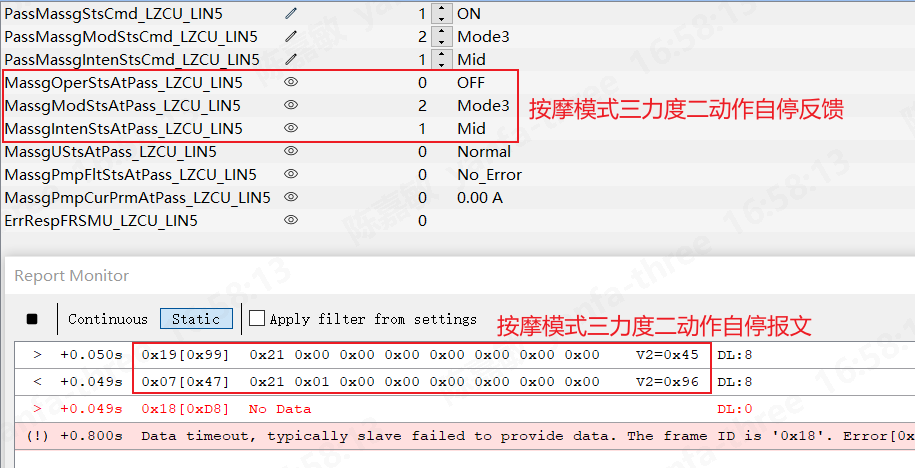 PassMassgStsCmd_LZCU_LIN5 1 ON
PassMassgModStsCmd_LZCU_LIN5 2 Mode3
PassMassgIntenStsCmd_LZCU_LIN5 1 Mid
MassgOperStsAtPass_LZCU_LIN5 0 OFF
MassgModStsAtPass_LZCU_LIN5 2 Mode3
按摩模式三力度二动作自停反馈
MassgIntenStsAtPass_LZCU_LIN5 1 Mid
MassgUStsAtPass_LZCU_LIN5 0 Normal
MassgPmpFltStsAtPass_LZCU_LIN5 0 No_Error
MassgPmpCurPrmAtPass_LZCU_LIN5 0 0.00 A
ErrRespFRSMU_LZCU_LIN5 0
Report Monitor
Continuous Static Apply filter from settings
按摩模式三力度二动作自停报文
> +0.050s 0x19[0x99] 0x21 0x00 0x00 0x00 0x00 0x00 0x00 0x00 V2=0x45 DL:8
< +0.049s 0x07[0x47] 0x21 0x01 0x00 0x00 0x00 0x00 0x00 0x00 V2=0x96 DL:8
> +0.049s 0x18[0xD8] No Data DL:0
(!) +0.800s Data timeout, typically slave failed to provide data. The frame ID is '0x18'. Error[0x
陈嘉敏
16:58:13